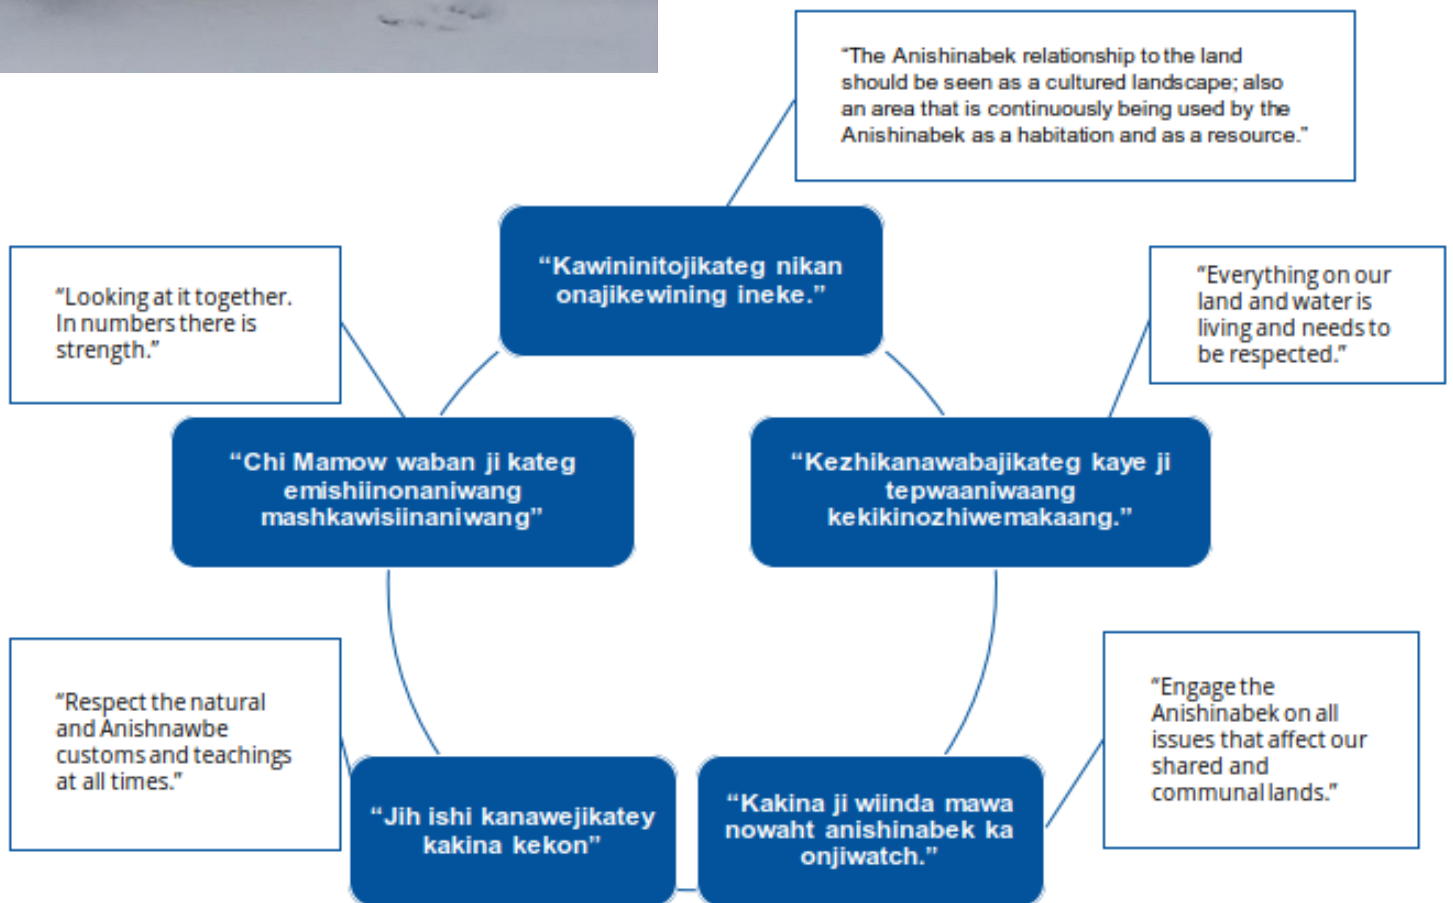 “The Anishinabek relationship to the land
should be seen as a cultured landscape; also
an area that is continuously being used by the
Anishinabek as a habitation and as a resource.”
“Kawininitojikateg nikan
onajikewining ineke.”
“Looking at it together.
In numbers there is
strength.”
“Everything on our
land and water is
living and needs to
be respected.”
“Chi Mamow waban ji kateg
emishiinonaniwang
mashkawisiinaniwang”
“Kezhikanawabajikateg kaye ji
tepwaaniwaang
kekikinozhiwemakaang.”
“Respect the natural
and Anishnawbe
customs and teachings
at all times.”
“Engage the
Anishinabek on all
issues that affect our
shared and
communal lands.”
“Jih ishi kanawejikatey
kakina kekon”
“Kakina ji wiinda mawa
nowaht anishinabek ka
onjiwatch.”